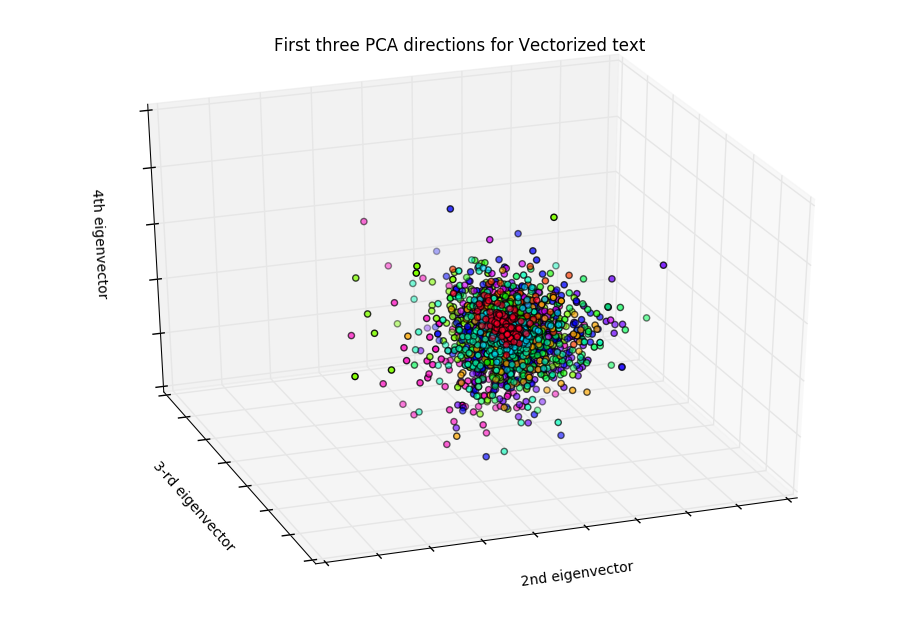 First three PCA directions for Vectorized text
4th eigenvector
3-rd eigenvector
2nd eigenvector